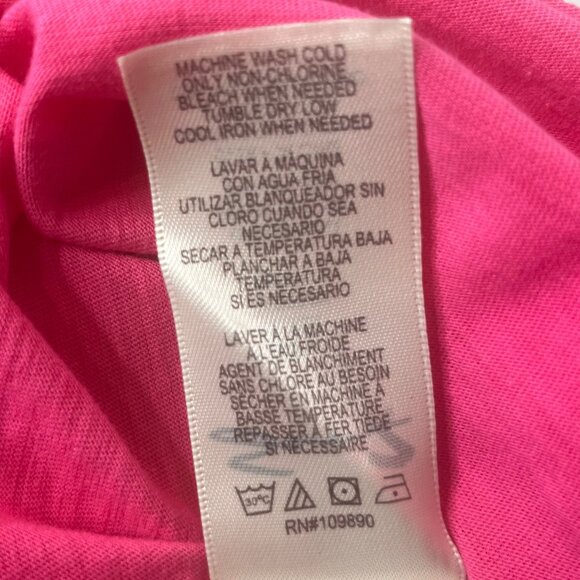 MACHINE WASH COLD
ONLY NON-CHLORINE
BLEACH WHEN NEEDED
TUMBLE DRY LOW
COOL IRON WHEN NEEDED
LAVAR A MÁQUINA
CON AGUA FRIA
UTILIZAR BLANQUEADOR SIN
CLORO CUANDO SEA
NECESARIO
SECAR A TEMPERATURA BAJA
PLANCHAR A BAJA
TEMPERATURA
SI ES NECESARIO
LAVER À LA MACHINE
A L'EAU FROIDE
AGENT DE BLANCHIMENT
SANS CHLORE AU BESOIN
SÉCHER EN MACHINE À
BASSE TEMPÉRATURE
REPASSER À FER TIÈDE
SI NÉCESSAIRE
30°C
RN#109890